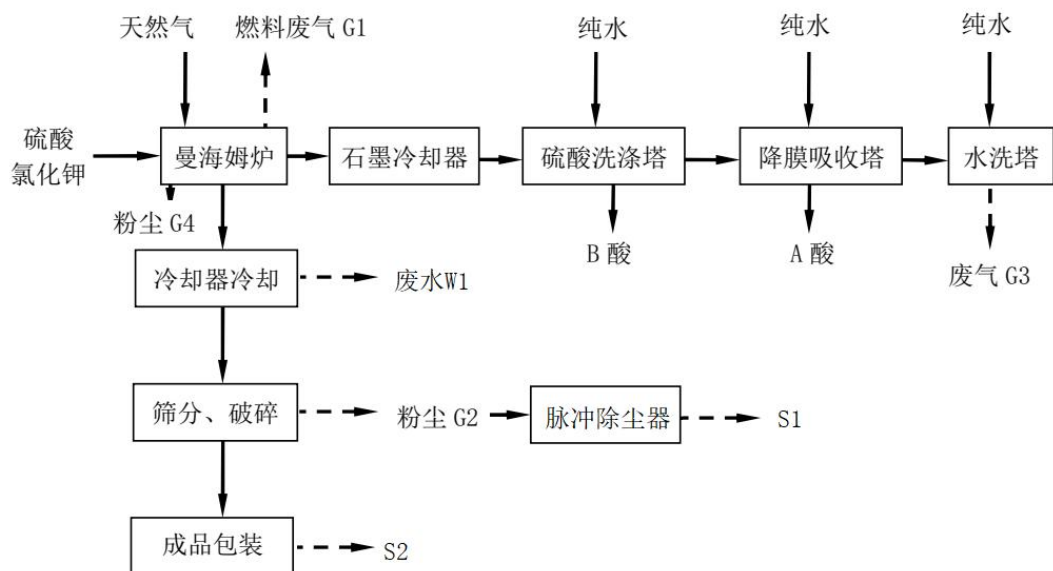 天然气
燃料废气 G1
纯水
纯水
纯水
硫酸
氯化钾
曼海姆炉
石墨冷却器
硫酸洗涤塔
降膜吸收塔
水洗塔
粉尘 G4
B 酸
A 酸
废气 G3
冷却器冷却
废水W1
筛分、破碎
粉尘 G2
脉冲除尘器
S1
成品包装
S2